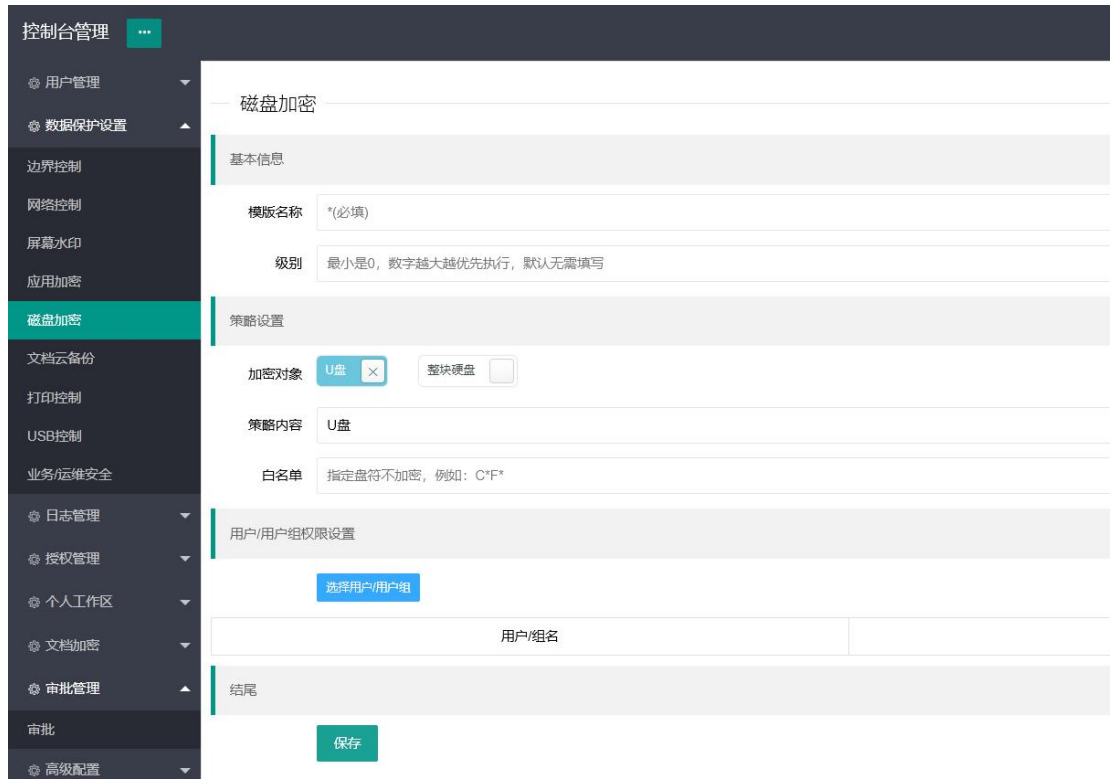 控制台管理 ...
用户管理
数据保护设置
边界控制
网络控制
屏幕水印
应用加密
磁盘加密
文档云备份
打印控制
USB控制
业务/运维安全
日志管理
授权管理
个人工作区
文档加密
审批管理
审批
高级配置
磁盘加密
基本信息
模版名称 *(必填)
级别 最小是0，数字越大越优先执行，默认无需填写
策略设置
加密对象 U盘 整块硬盘
策略内容 U盘
白名单 指定盘符不加密，例如：C*F*
用户/用户组权限设置
选择用户/用户组
用户/组名
结尾
保存